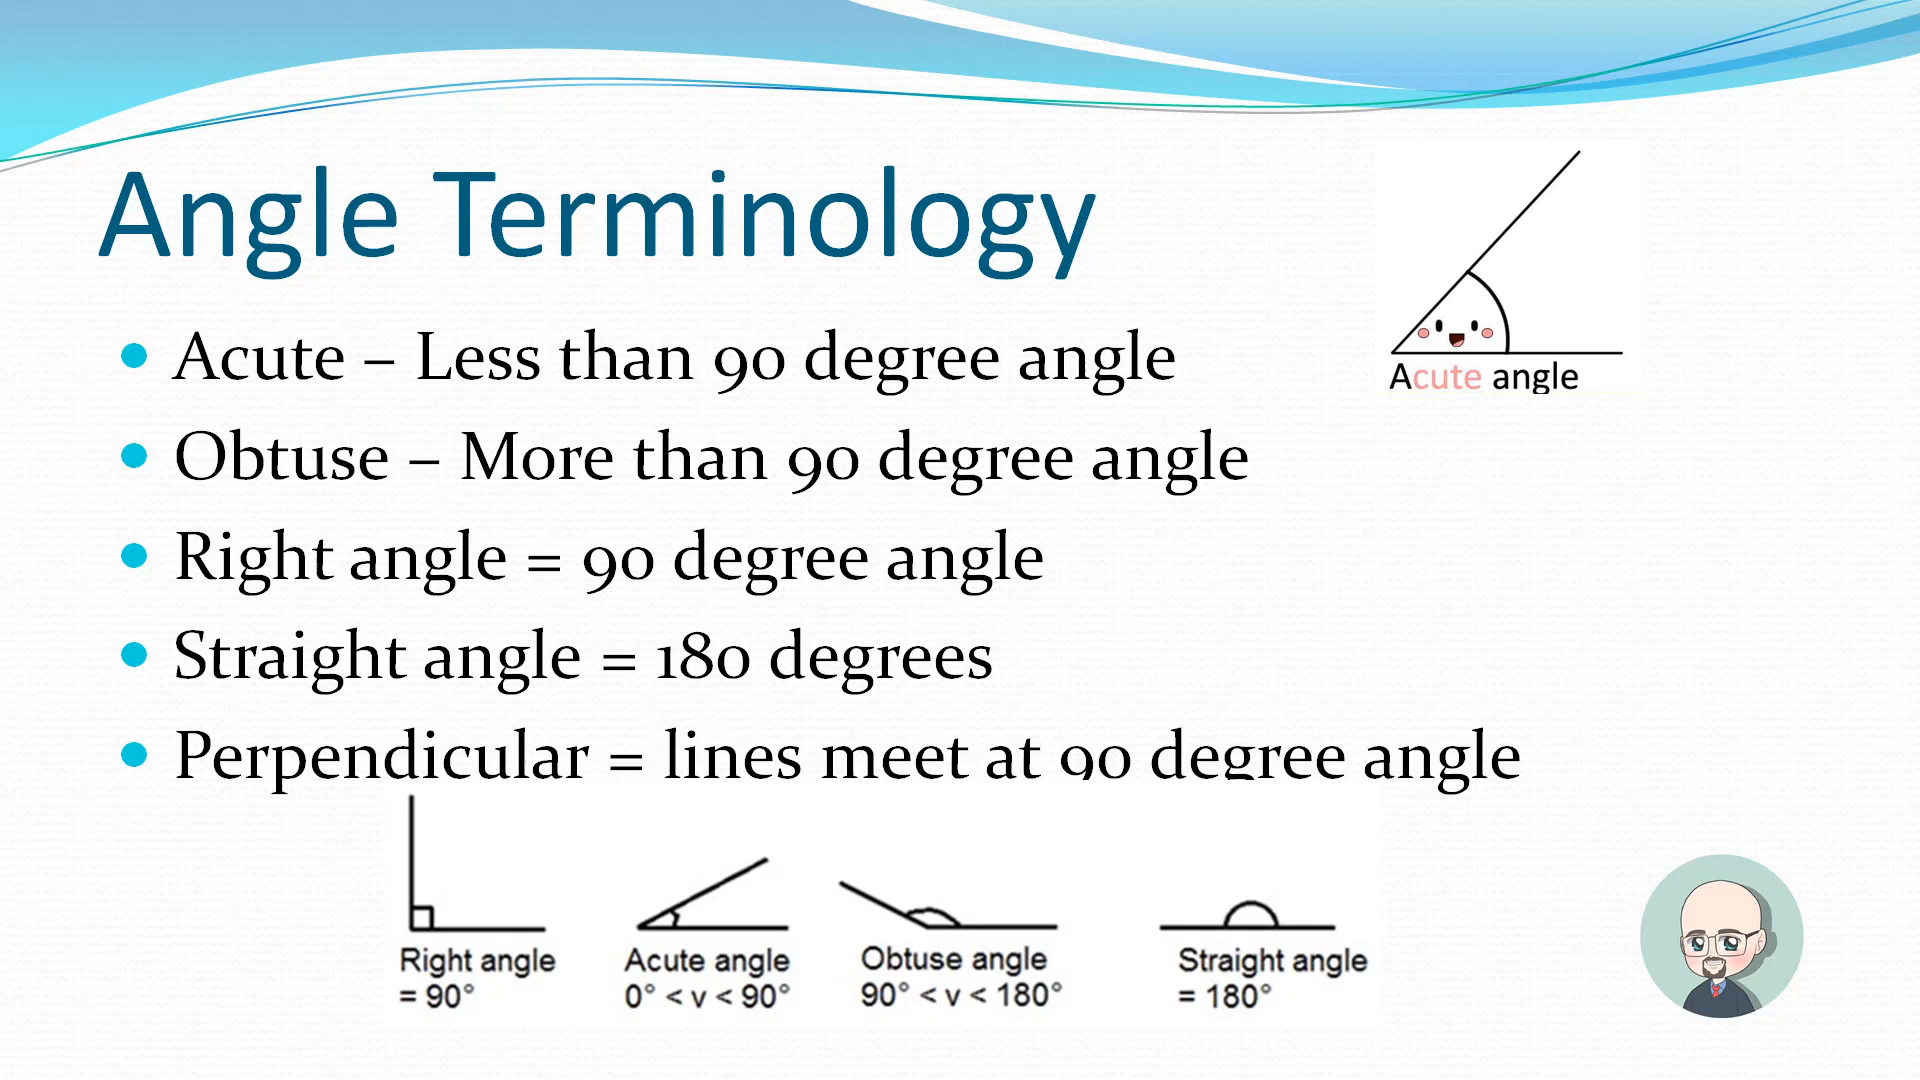 Angle Terminology
Acute angle
• Acute – Less than 90 degree angle
• Obtuse – More than 90 degree angle
• Right angle = 90 degree angle
• Straight angle = 180 degrees
• Perpendicular = lines meet at 90 degree angle
Right angle
= 90°
Acute angle
0° < v < 90°
Obtuse angle
90° < v < 180°
Straight angle
= 180°